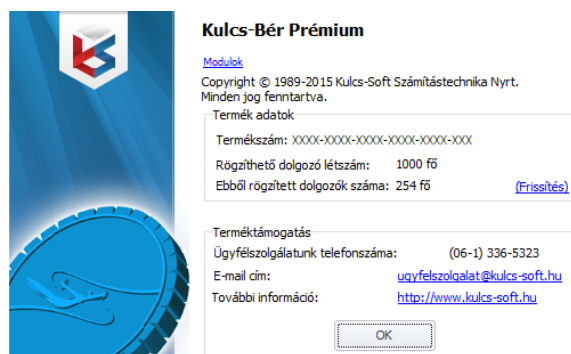 Kulcs-Bér Prémium
Modulok
Copyright © 1989-2015 Kulcs-Soft Számítástechnika Nyrt.
Minden jog fenntartva.
Termék adatok
Termékszám: XXXX-XXXX-XXXX-XXXX-XXXX-XXX
Rögzíthető dolgozó létszám: 1000 fő
Ebből rögzített dolgozók száma: 254 fő (Frissítés)
Terméktámogatás
Ügyfélszolgálatunk telefonszáma: (06-1) 336-5323
E-mail cím: ugyfelszolgalat@kulcs-soft.hu
További információ: http://www.kulcs-soft.hu
OK